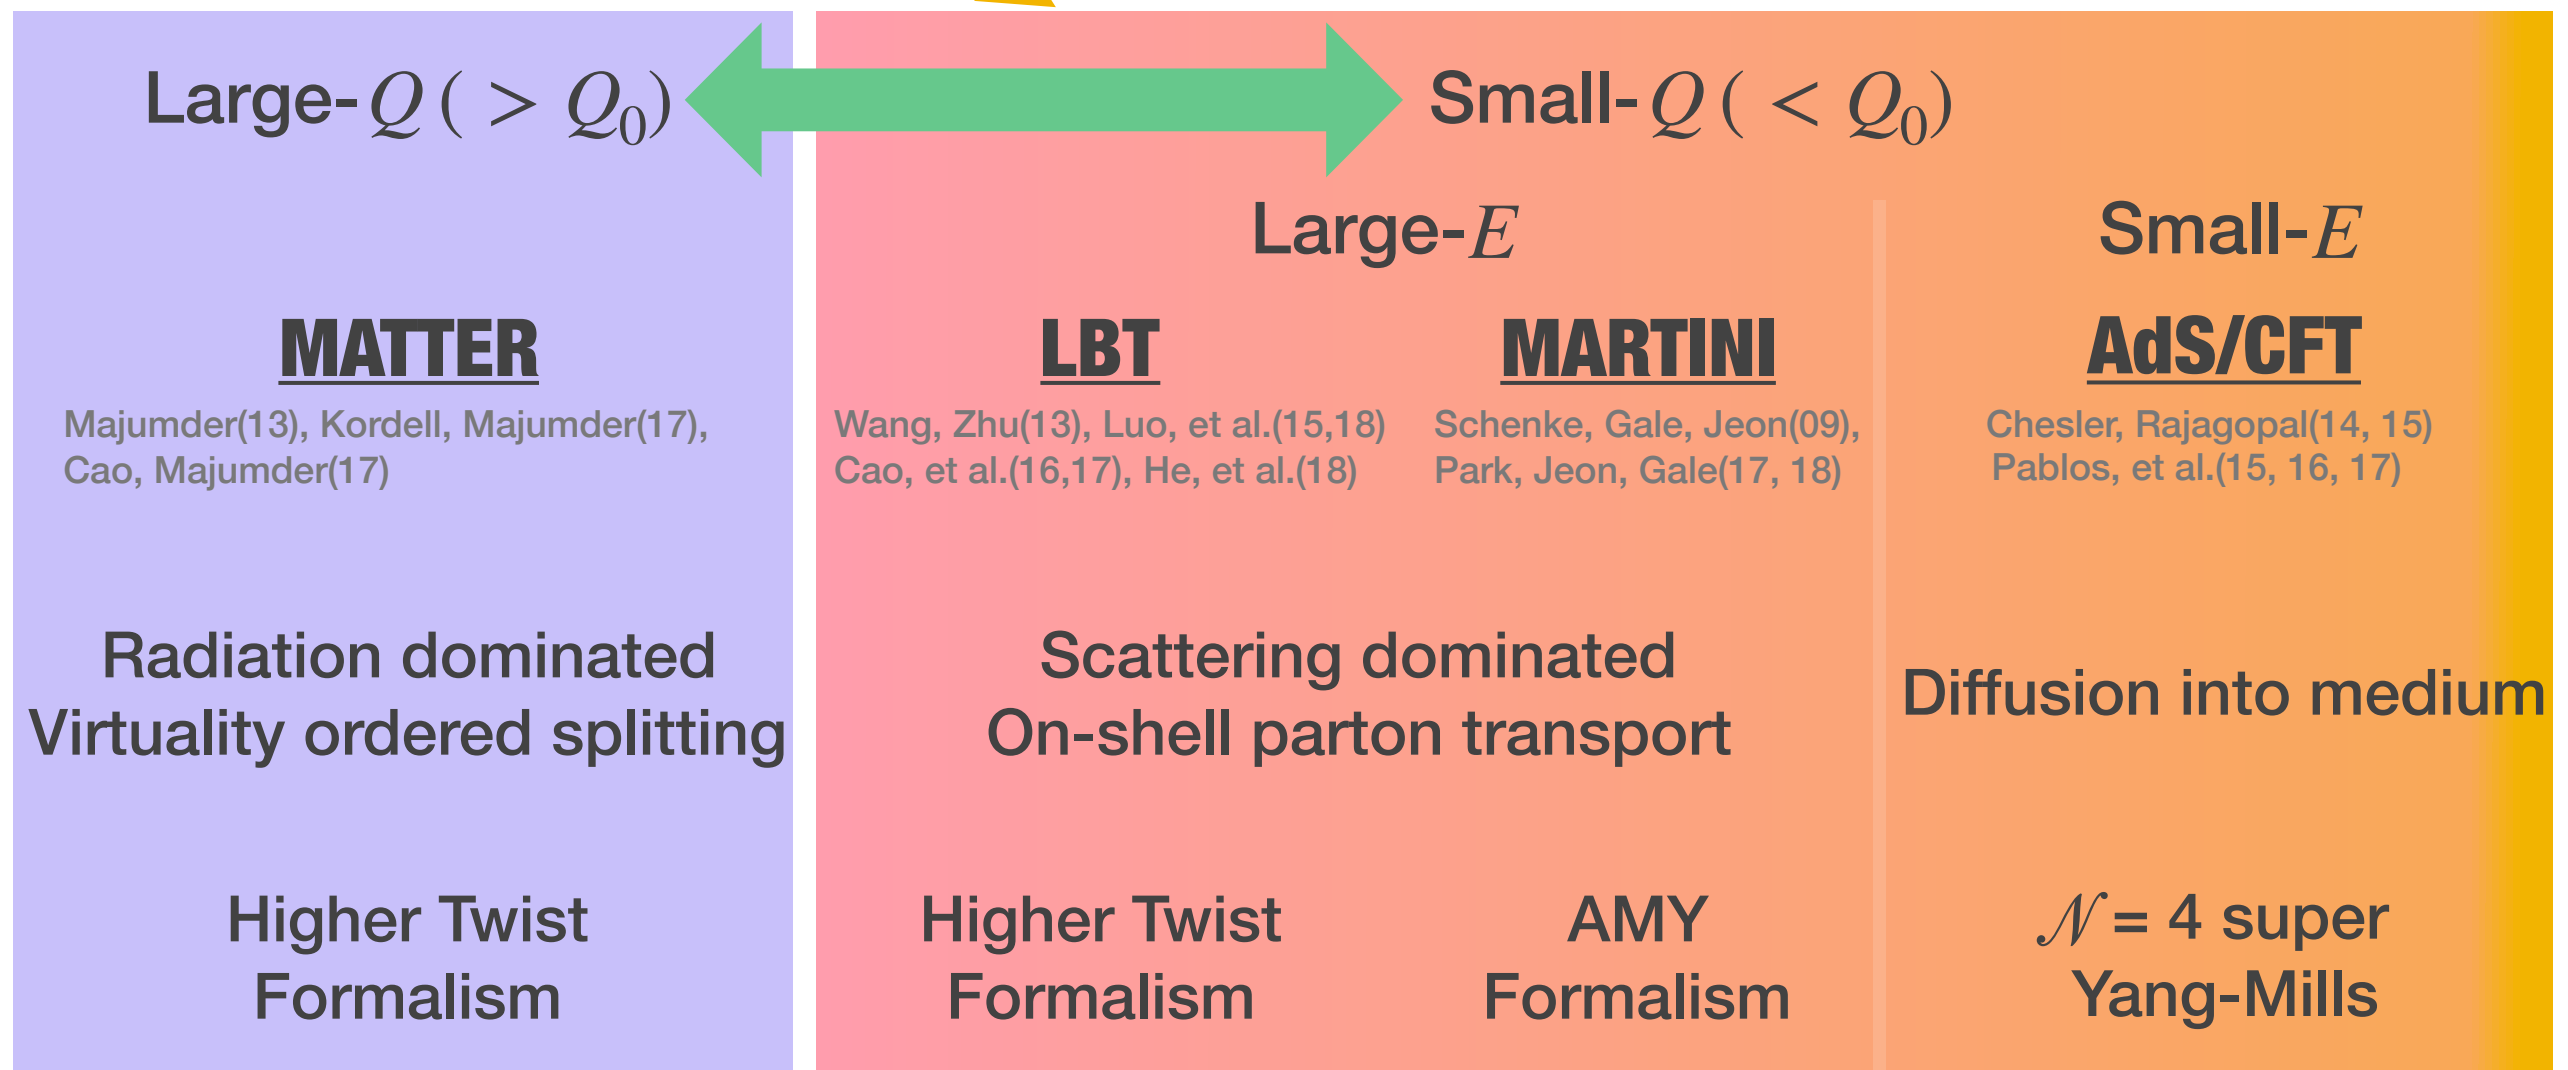 Large-Q ( > Q₀)
Small-Q ( < Q₀)
Large-E
Small-E
MATTER
Majumder(13), Kordell, Majumder(17),
Cao, Majumder(17)
LBT
Wang, Zhu(13), Luo, et al.(15,18)
Cao, et al.(16,17), He, et al.(18)
MARTINI
Schenke, Gale, Jeon(09),
Park, Jeon, Gale(17, 18)
AdS/CFT
Chesler, Rajagopal(14, 15)
Pablos, et al.(15, 16, 17)
Radiation dominated
Virtuality ordered splitting
Scattering dominated
On-shell parton transport
Diffusion into medium
Higher Twist
Formalism
Higher Twist
Formalism
AMY
Formalism
𝒩 = 4 super
Yang-Mills